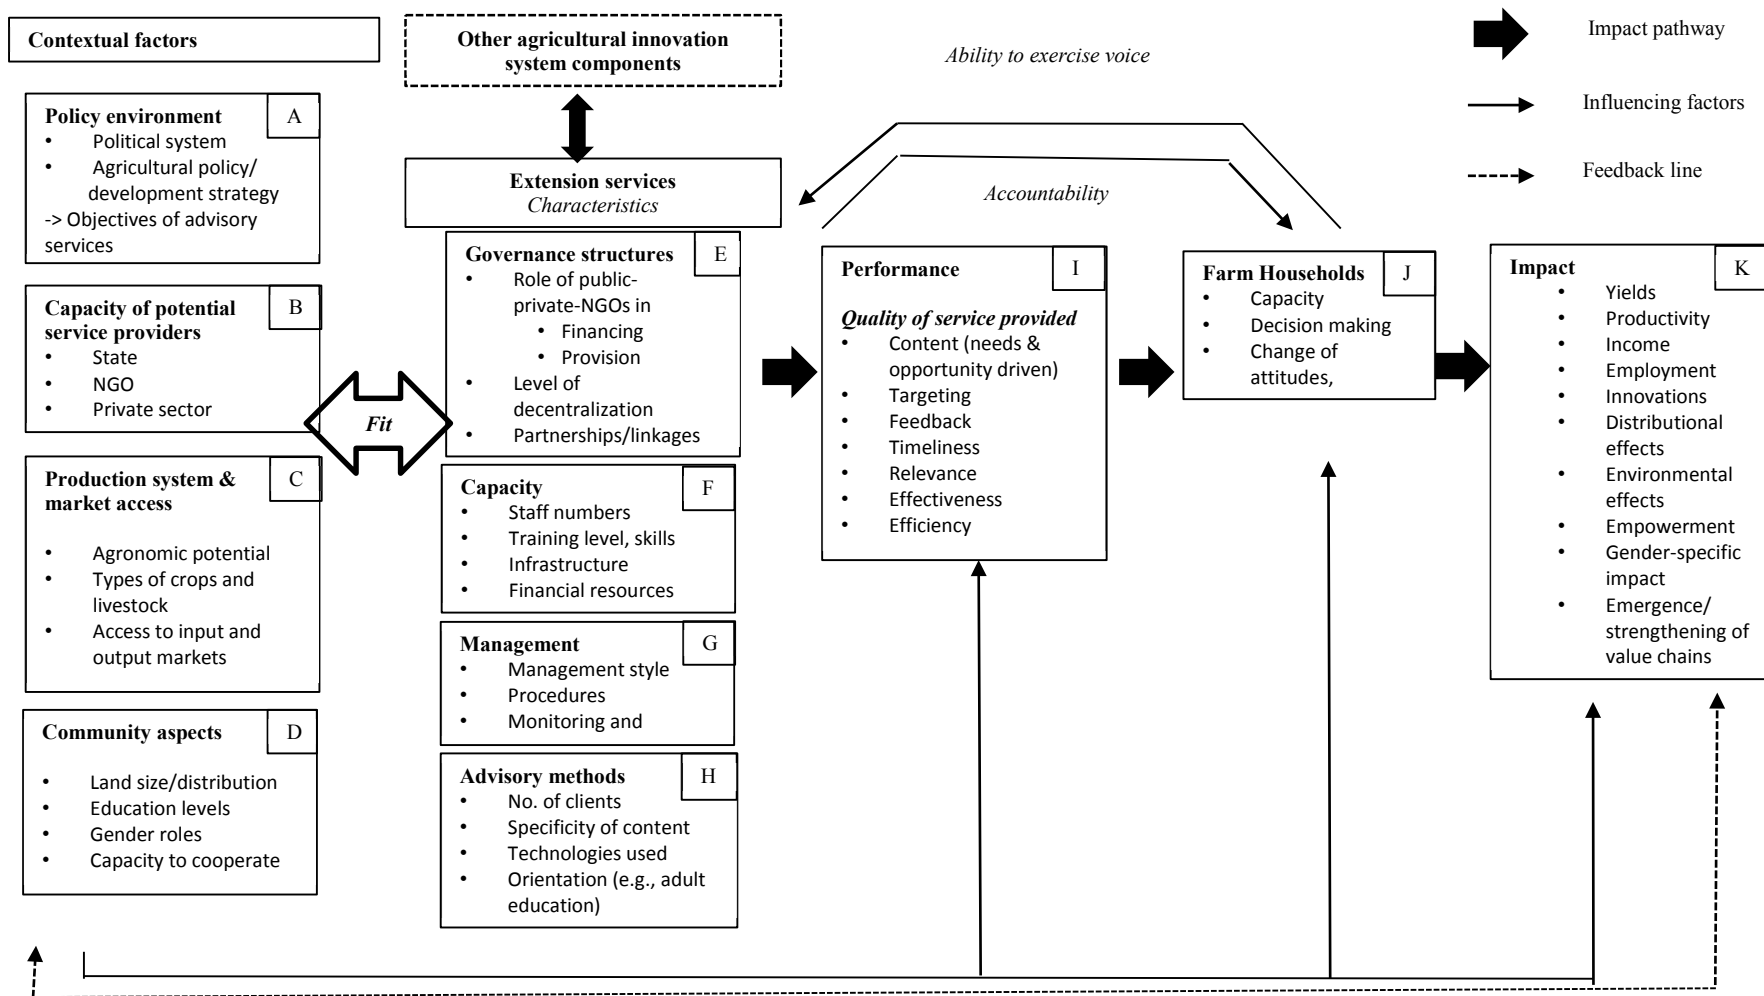 Contextual factors
Policy environment
A
• Political system
• Agricultural policy/
development strategy
-> Objectives of advisory
services
Capacity of potential
service providers
B
• State
• NGO
• Private sector
Production system &
market access
C
• Agronomic potential
• Types of crops and
livestock
• Access to input and
output markets
Community aspects
D
• Land size/distribution
• Education levels
• Gender roles
• Capacity to cooperate
Fit
Other agricultural innovation
system components
Extension services
Characteristics
Governance structures
E
• Role of public-
private-NGOs in
• Financing
• Provision
• Level of
decentralization
• Partnerships/linkages
Capacity
F
• Staff numbers
• Training level, skills
• Infrastructure
• Financial resources
Management
G
• Management style
• Procedures
• Monitoring and
Advisory methods
H
• No. of clients
• Specificity of content
• Technologies used
• Orientation (e.g., adult
education)
Ability to exercise voice
Accountability
Performance
I
Quality of service provided
• Content (needs &
opportunity driven)
• Targeting
• Feedback
• Timeliness
• Relevance
• Effectiveness
• Efficiency
Farm Households
J
• Capacity
• Decision making
• Change of
attitudes,
Impact
K
• Yields
• Productivity
• Income
• Employment
• Innovations
• Distributional
effects
• Environmental
effects
• Empowerment
• Gender-specific
impact
• Emergence/
strengthening of
value chains
Impact pathway
Influencing factors
Feedback line